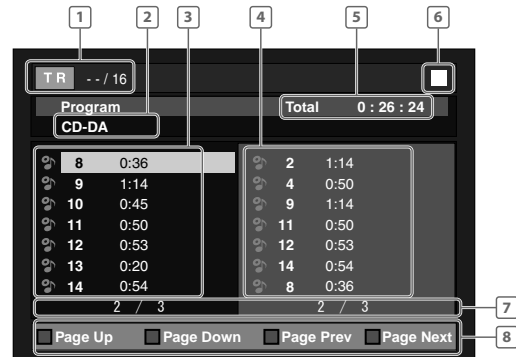 1 2 3 4 5 6
TR - - / 16
Program Total 0 : 26 : 24
CD-DA
8 0:36 2 1:14
9 1:14 4 0:50
10 0:45 9 1:14
11 0:50 11 0:50
12 0:53 12 0:53
13 0:20 14 0:54
14 0:54 8 0:36
2 / 3 2 / 3 7
Page Up Page Down Page Prev Page Next 8